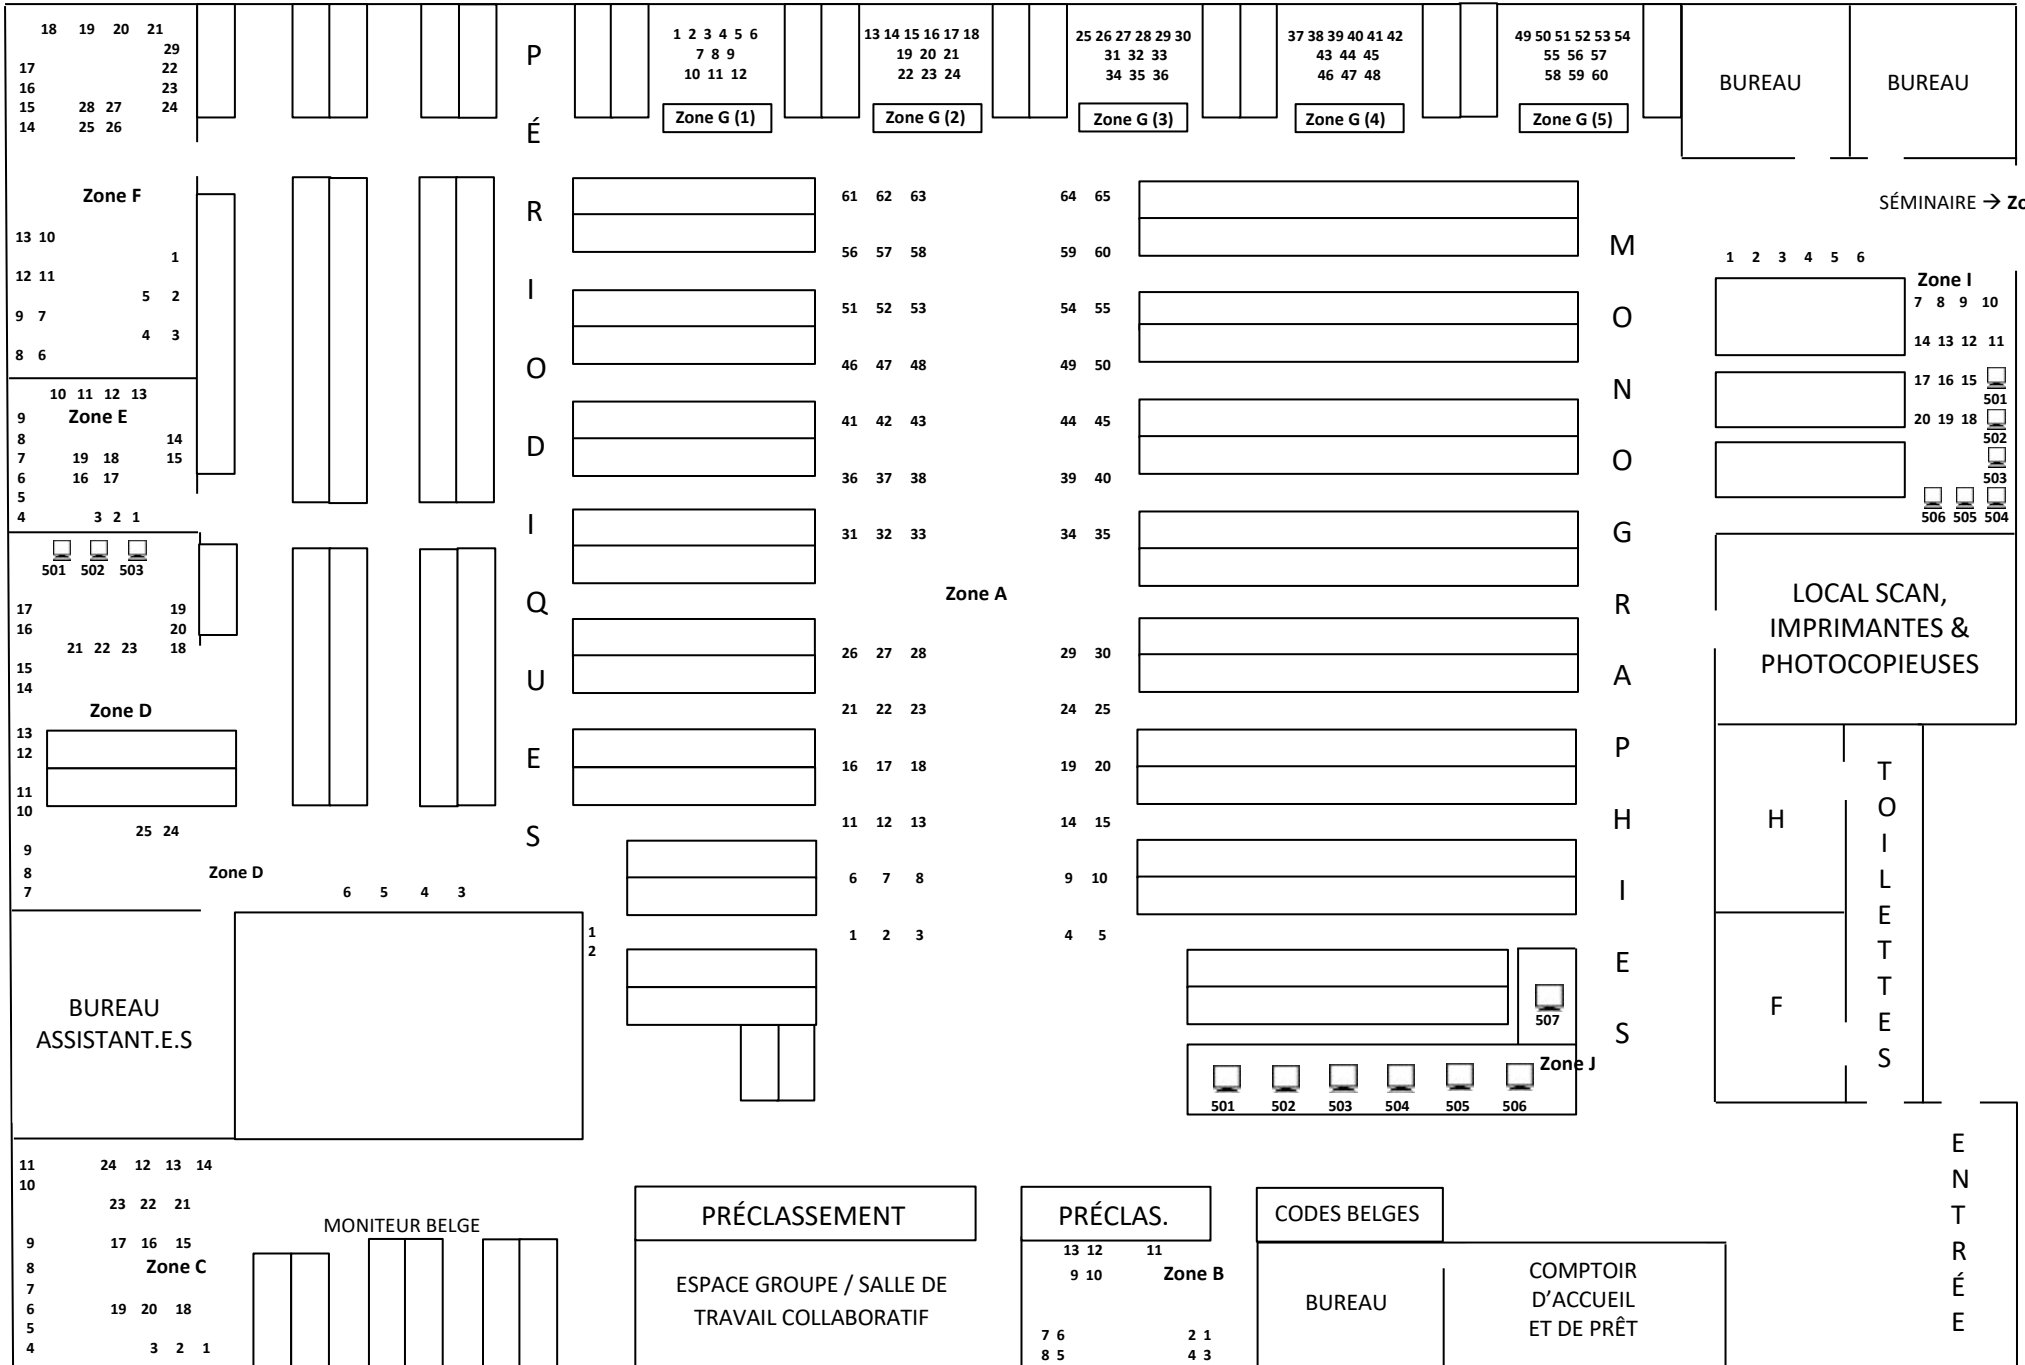 18 19 20 21
29
17 22
16 23
15 28 27 24
14 25 26
Zone F
13 10
1
12 11
5 2
9 7
4 3
8 6
10 11 12 13
9 Zone E
8 14
7 19 18 15
6 16 17
5
4 3 2 1
501 502 503
17 19
16 20
21 22 23 18
15
14
Zone D
13
12
11
10
25 24
9
8
7
Zone D
6 5 4 3
1
2
BUREAU
ASSISTANT.E.S
11 24 12 13 14
10
23 22 21
9 17 16 15
8 Zone C
7
6 19 20 18
5
4 3 2 1
MONITEUR BELGE
PÉRIODIQUES
1 2 3 4 5 6
7 8 9
10 11 12
Zone G (1)
13 14 15 16 17 18
19 20 21
22 23 24
Zone G (2)
25 26 27 28 29 30
31 32 33
34 35 36
Zone G (3)
37 38 39 40 41 42
43 44 45
46 47 48
Zone G (4)
49 50 51 52 53 54
55 56 57
58 59 60
Zone G (5)
BUREAU
BUREAU
61 62 63 64 65
56 57 58 59 60
51 52 53 54 55
46 47 48 49 50
41 42 43 44 45
36 37 38 39 40
31 32 33 34 35
Zone A
26 27 28 29 30
21 22 23 24 25
16 17 18 19 20
11 12 13 14 15
6 7 8 9 10
1 2 3 4 5
MONOGRAPHIES
507
Zone J
501 502 503 504 505 506
SÉMINAIRE → Zo
1 2 3 4 5 6
Zone I
7 8 9 10
14 13 12 11
17 16 15
501
20 19 18
502
503
506 505 504
LOCAL SCAN,
IMPRIMANTES &
PHOTOCOPIEUSES
H
F
TOILETTES
ENTRÉE
PRÉCLASSEMENT
ESPACE GROUPE / SALLE DE
TRAVAIL COLLABORATIF
PRÉCLAS.
13 12 11
9 10 Zone B
7 6 2 1
8 5 4 3
CODES BELGES
BUREAU
COMPTOIR
D’ACCUEIL
ET DE PRÊT